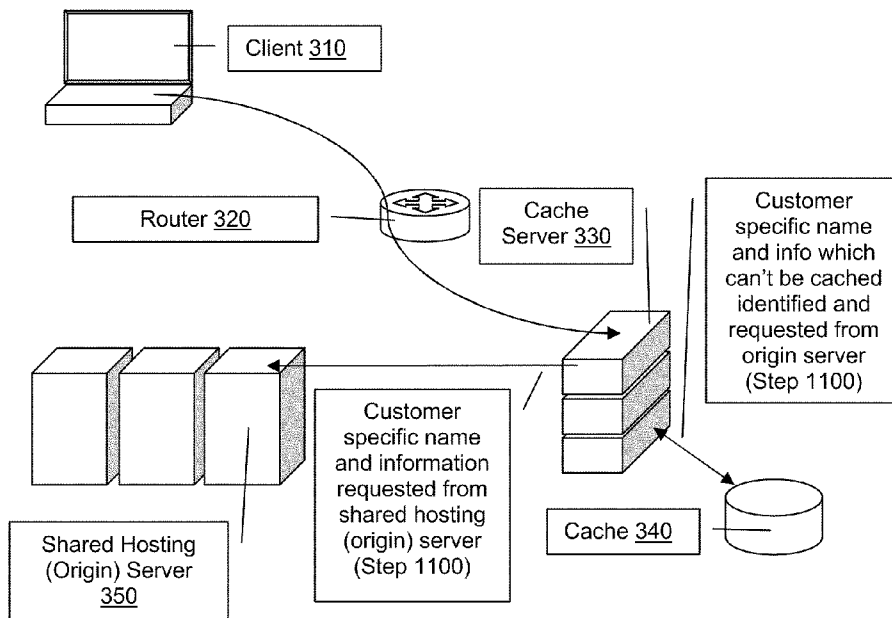 Client 310
Router 320
Cache
Server 330
Customer
specific name
and info which
can't be cached
identified and
requested from
origin server
(Step 1100)
Customer
specific name
and information
requested from
shared hosting
(origin) server
(Step 1100)
Shared Hosting
(Origin) Server
350
Cache 340